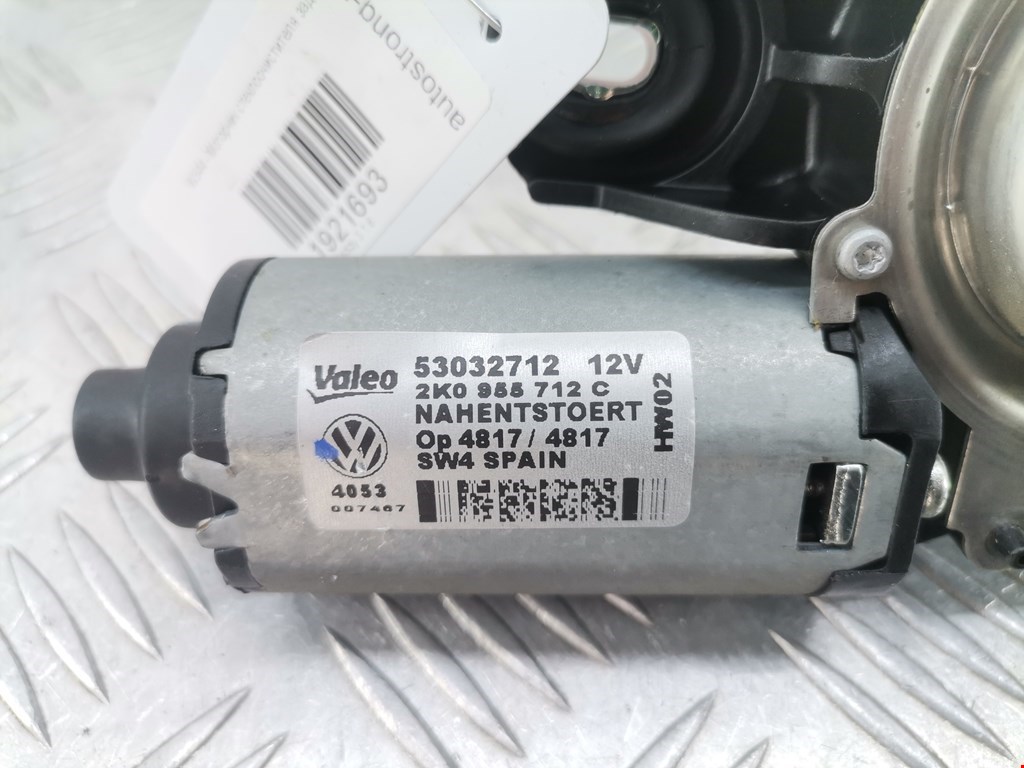 autostrong-
1921693
Valeo
53032712 12V
2K0 955 712 C
NAHENTSTOERT
Op 4817 / 4817
SW4 SPAIN
HW02
4053
007467